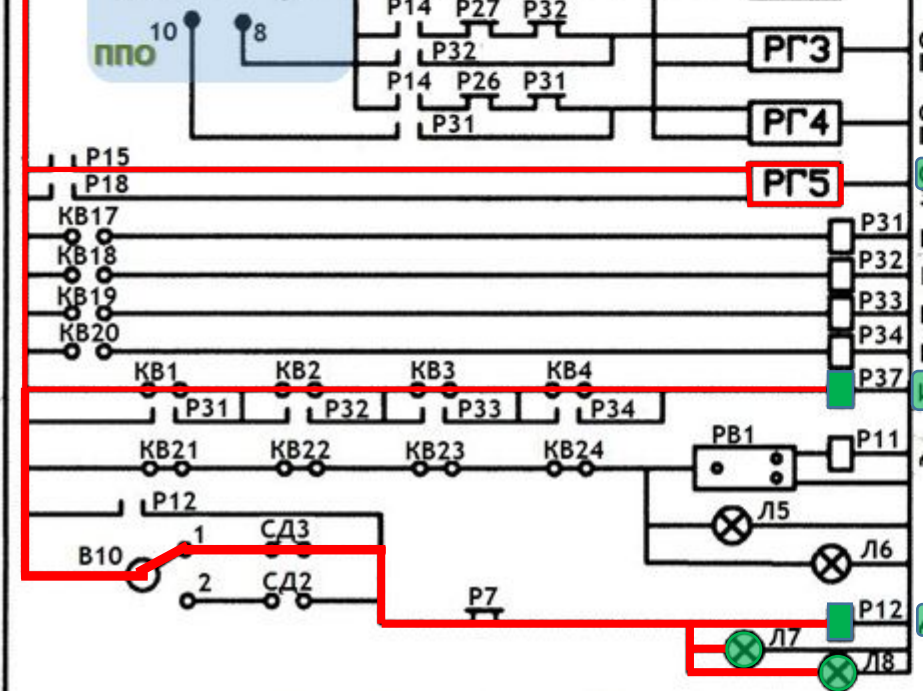 Р14 Р27 Р32
10 8
ППО
Р32
РГ3
Р14 Р26 Р31
Р31
РГ4
Р15
Р18
РГ5
КВ17
Р31
КВ18
Р32
КВ19
Р33
КВ20
Р34
КВ1 КВ2 КВ3 КВ4
Р37
Р31 Р32 Р33 Р34
КВ21 КВ22 КВ23 КВ24
РВ1
Р11
Р12
Л5
1 СД3
В10
Л6
2 СД2
Р7
Р12
Л7
Л8